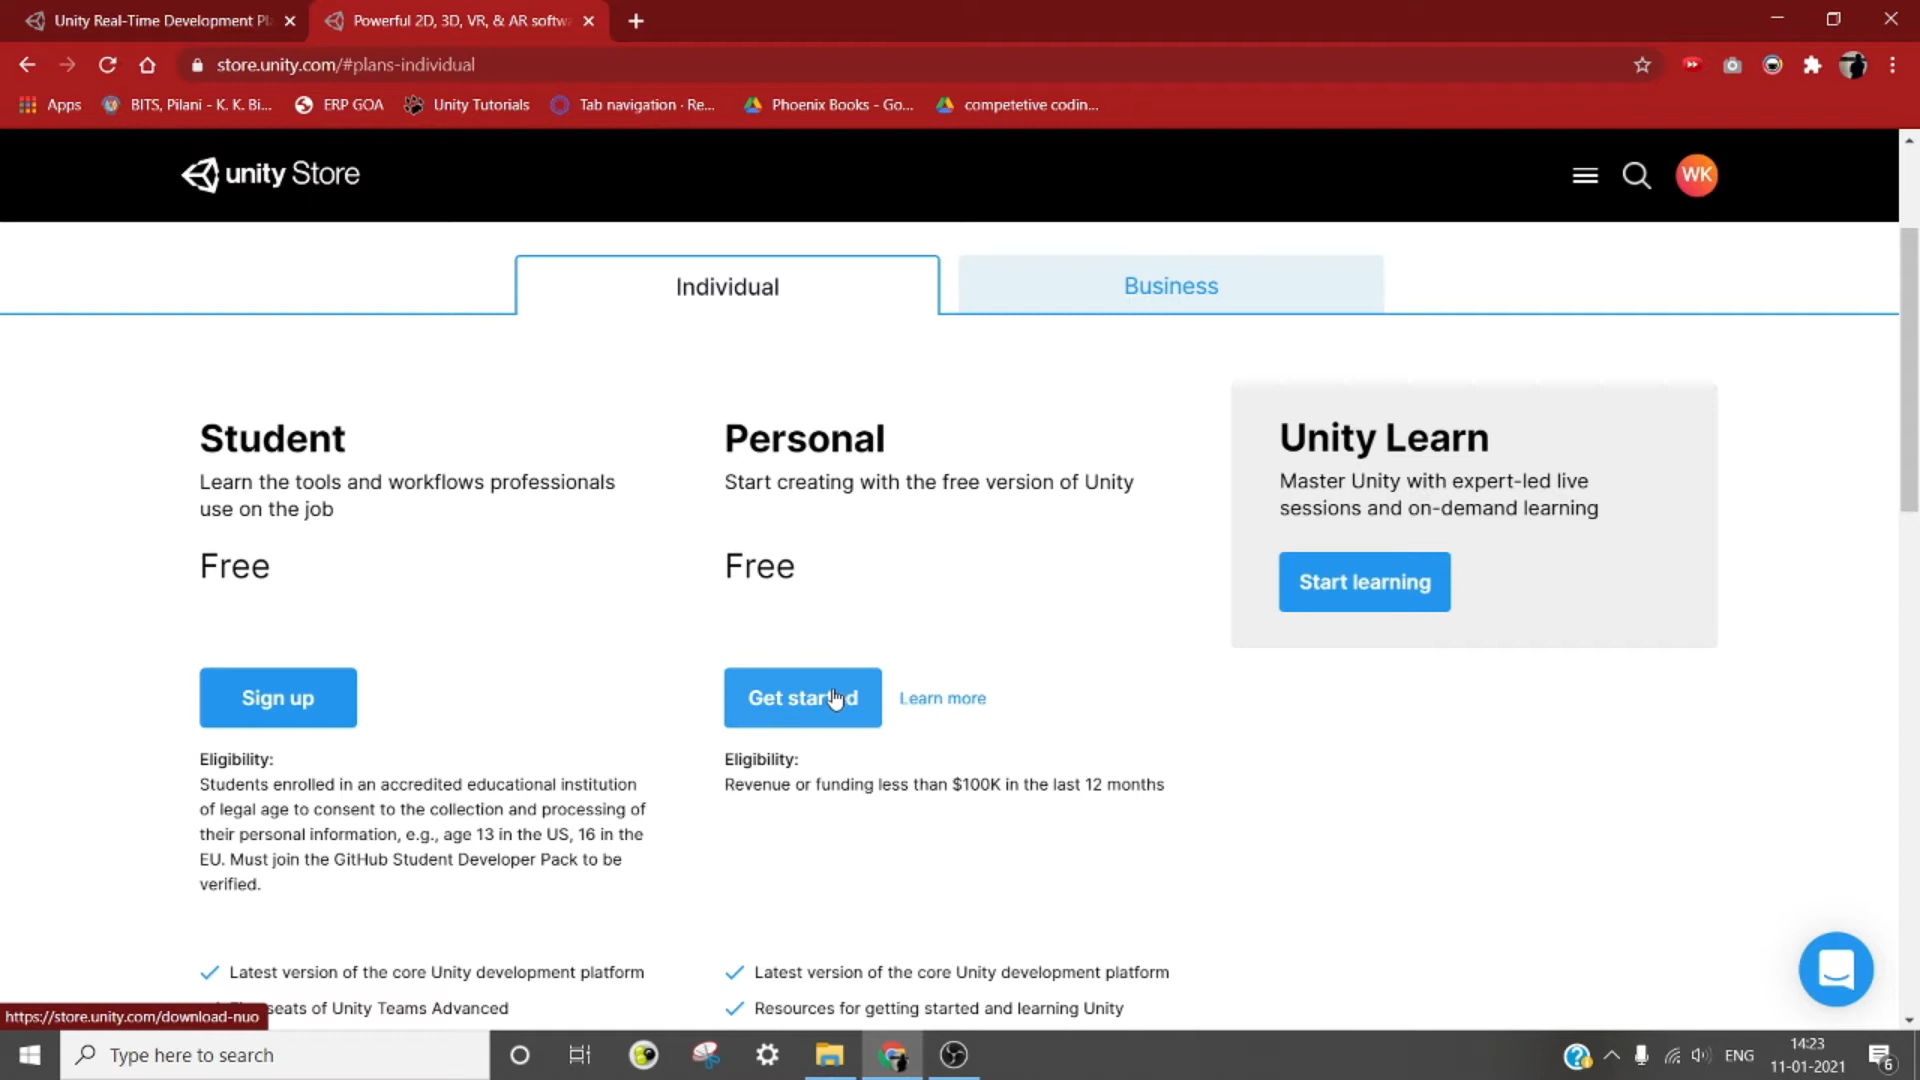 Unity Real-Time Development Pl
Powerful 2D, 3D, VR, & AR softw
store.unity.com/#plans-individual
Apps
BITS, Pilani - K. K. Bi...
ERP GOA
Unity Tutorials
Tab navigation · Re...
Phoenix Books - Go...
competetive codin...
unity Store
WK
Individual
Business
Student
Learn the tools and workflows professionals
use on the job
Free
Sign up
Eligibility:
Students enrolled in an accredited educational institution
of legal age to consent to the collection and processing of
their personal information, e.g., age 13 in the US, 16 in the
EU. Must join the GitHub Student Developer Pack to be
verified.
Latest version of the core Unity development platform
seats of Unity Teams Advanced
Personal
Start creating with the free version of Unity
Free
Get started
Learn more
Eligibility:
Revenue or funding less than $100K in the last 12 months
Latest version of the core Unity development platform
Resources for getting started and learning Unity
Unity Learn
Master Unity with expert-led live
sessions and on-demand learning
Start learning
https://store.unity.com/download-nuo
Type here to search
ENG
14:23
11-01-2021
6